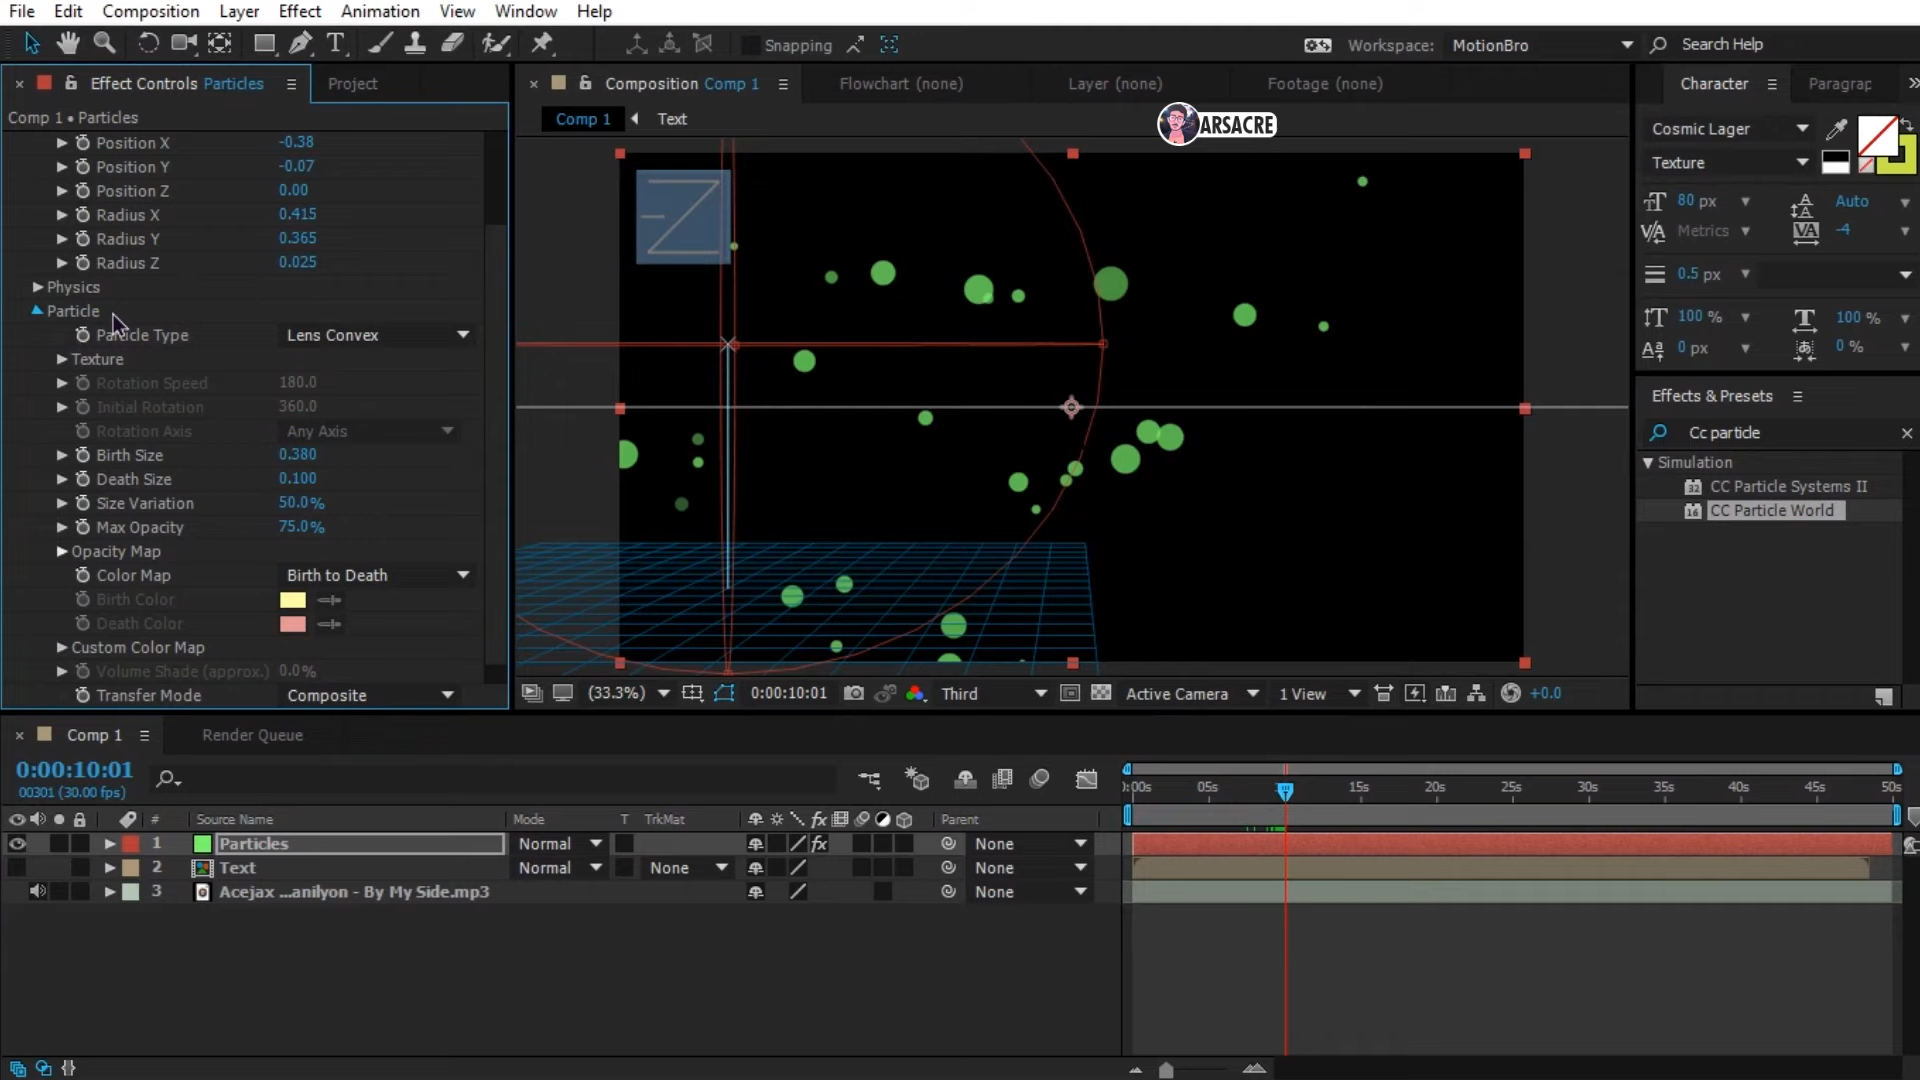 File Edit Composition Layer Effect Animation View Window Help
Snapping
Workspace: MotionBro
Search Help
Effect Controls Particles
Project
Composition Comp 1
Flowchart (none)
Layer (none)
Footage (none)
Character
Paragrap
Comp 1 • Particles
Comp 1
Text
ARSACRE
Position X -0.38
Position Y -0.07
Position Z 0.00
Radius X 0.415
Radius Y 0.365
Radius Z 0.025
Physics
Particle
Particle Type Lens Convex
Texture
Rotation Speed 180.0
Initial Rotation 360.0
Rotation Axis Any Axis
Birth Size 0.380
Death Size 0.100
Size Variation 50.0%
Max Opacity 75.0%
Opacity Map
Color Map Birth to Death
Birth Color
Death Color
Custom Color Map
Volume Shade (approx.) 0.0%
Transfer Mode Composite
Cosmic Lager
Texture
80 px Auto
Metrics -4
0.5 px
100 % 100 %
0 px 0 %
Effects & Presets
Cc particle
Simulation
32 CC Particle Systems II
16 CC Particle World
(33.3%) 0:00:10:01 Third Active Camera 1 View +0.0
Comp 1
Render Queue
0:00:10:01
00301 (30.00 fps)
:00s 05s 15s 20s 25s 30s 35s 40s 45s 50s
# Source Name Mode T TrkMat fx Parent
1 Particles Normal fx None
2 Text Normal None None
3 Acejax ...anilyon - By My Side.mp3 None